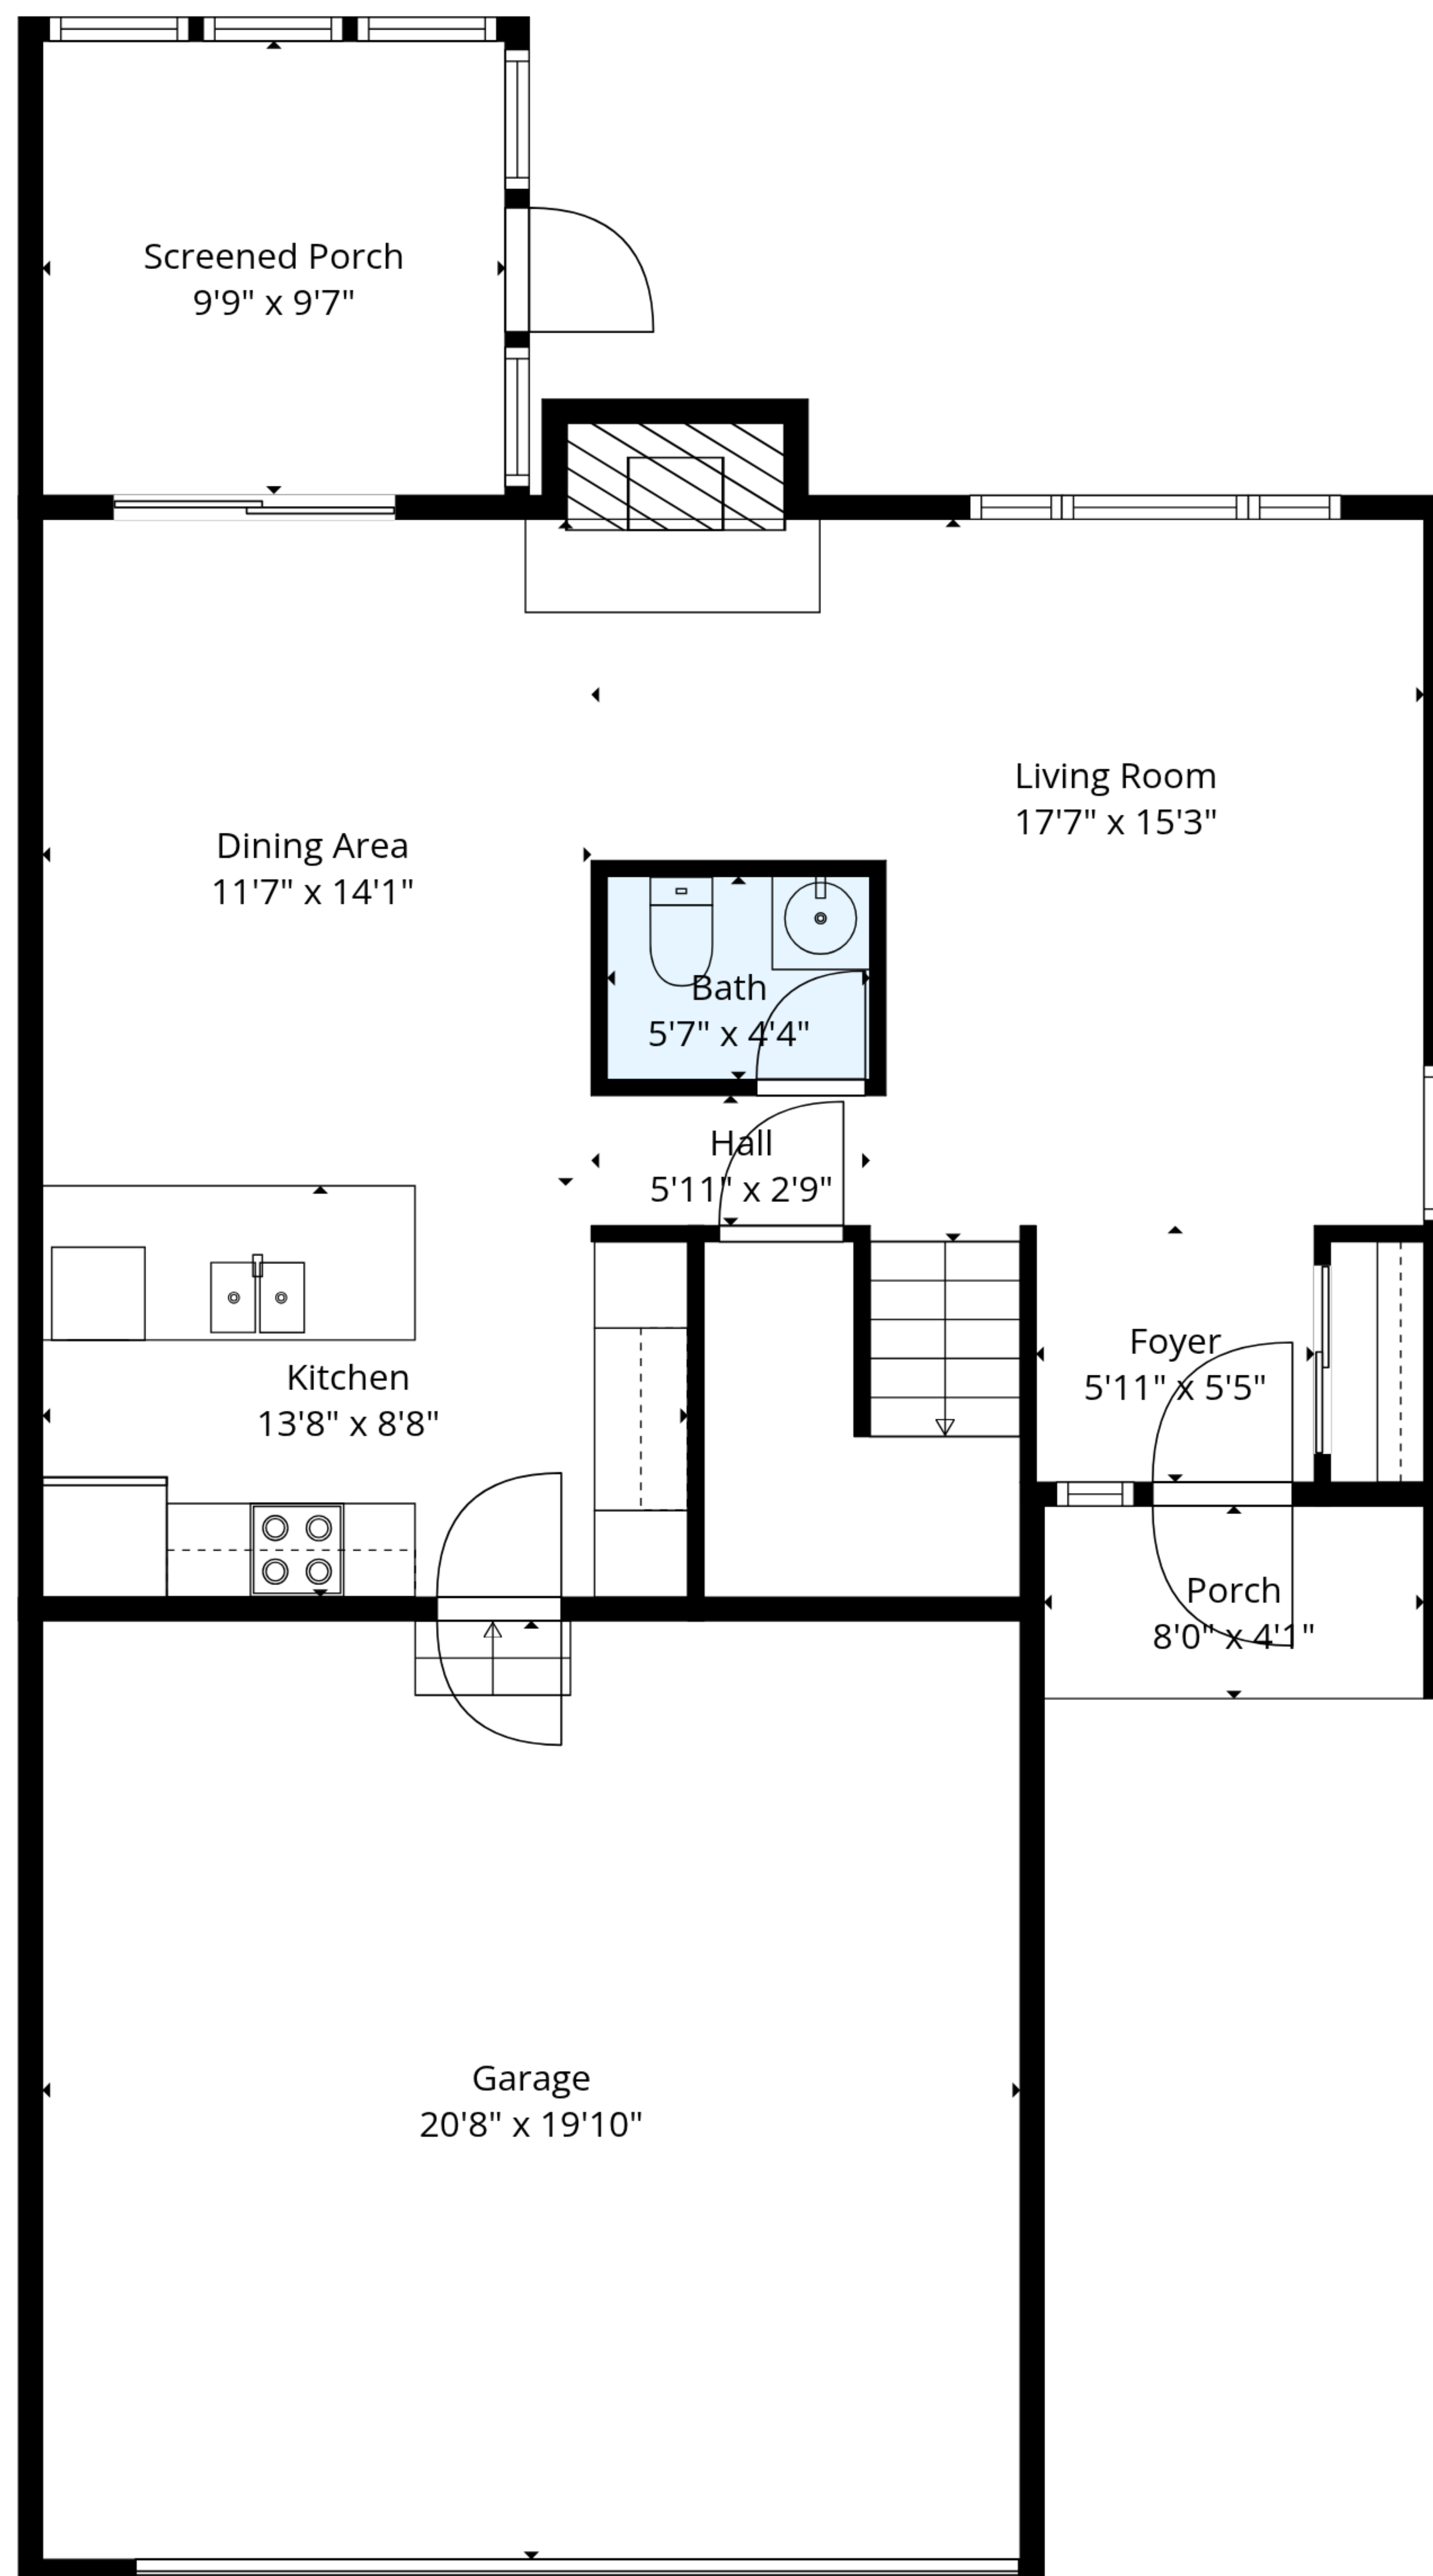 Screened Porch
9'9" x 9'7"
Living Room
17'7" x 15'3"
Dining Area
11'7" x 14'1"
Bath
5'7" x 4'4"
Hall
5'11" x 2'9"
Foyer
5'11" x 5'5"
Kitchen
13'8" x 8'8"
Porch
8'0" x 4'1"
Garage
20'8" x 19'10"